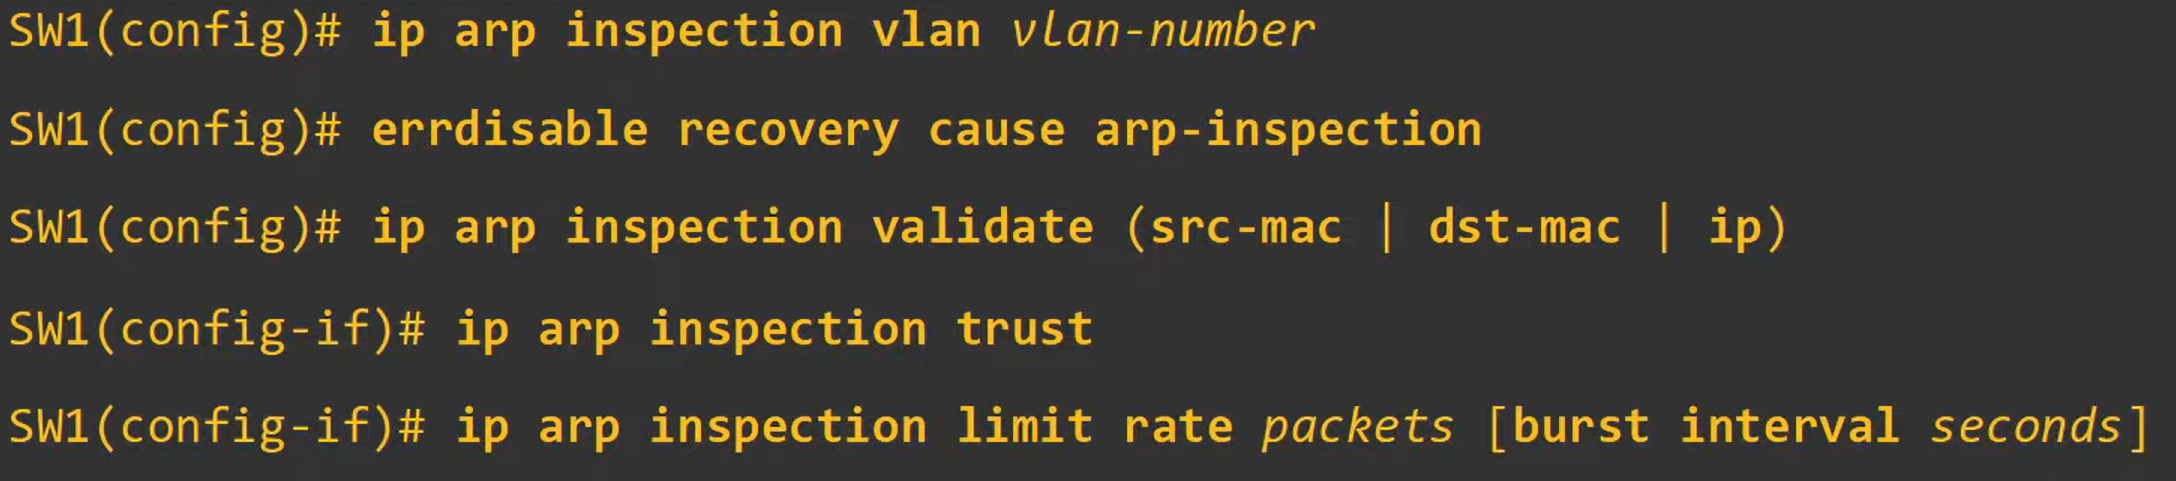 SW1(config)# ip arp inspection vlan vlan-number
SW1(config)# errdisable recovery cause arp-inspection
SW1(config)# ip arp inspection validate (src-mac | dst-mac | ip)
SW1(config-if)# ip arp inspection trust
SW1(config-if)# ip arp inspection limit rate packets [burst interval seconds]